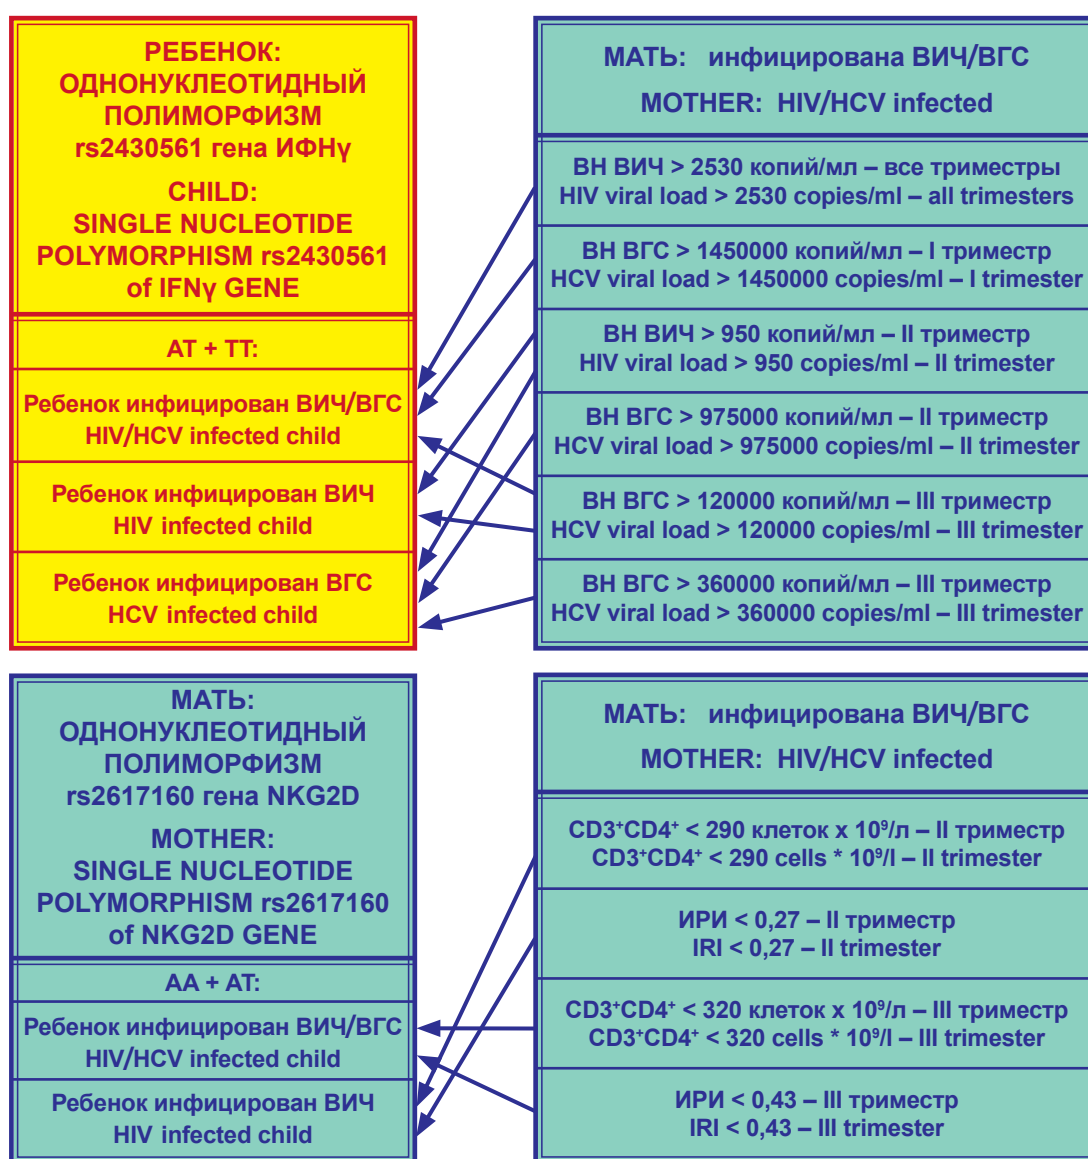 РЕБЕНОК:
ОДНОНУКЛЕОТИДНЫЙ
ПОЛИМОРФИЗМ
rs2430561 гена ИФНγ
CHILD:
SINGLE NUCLEOTIDE
POLYMORPHISM rs2430561
of IFNγ GENE
AT + TT:
Ребенок инфицирован ВИЧ/ВГС
HIV/HCV infected child
Ребенок инфицирован ВИЧ
HIV infected child
Ребенок инфицирован ВГС
HCV infected child
МАТЬ: инфицирована ВИЧ/ВГС
MOTHER: HIV/HCV infected
ВН ВИЧ > 2530 копий/мл – все триместры
HIV viral load > 2530 copies/ml – all trimesters
ВН ВГС > 1450000 копий/мл – I триместр
HCV viral load > 1450000 copies/ml – I trimester
ВН ВИЧ > 950 копий/мл – II триместр
HIV viral load > 950 copies/ml – II trimester
ВН ВГС > 975000 копий/мл – II триместр
HCV viral load > 975000 copies/ml – II trimester
ВН ВГС > 120000 копий/мл – III триместр
HCV viral load > 120000 copies/ml – III trimester
ВН ВГС > 360000 копий/мл – III триместр
HCV viral load > 360000 copies/ml – III trimester
МАТЬ:
ОДНОНУКЛЕОТИДНЫЙ
ПОЛИМОРФИЗМ
rs2617160 гена NKG2D
MOTHER:
SINGLE NUCLEOTIDE
POLYMORPHISM rs2617160
of NKG2D GENE
AA + AT:
Ребенок инфицирован ВИЧ/ВГС
HIV/HCV infected child
Ребенок инфицирован ВИЧ
HIV infected child
МАТЬ: инфицирована ВИЧ/ВГС
MOTHER: HIV/HCV infected
CD3⁺CD4⁺ < 290 клеток х 10⁹/л – II триместр
CD3⁺CD4⁺ < 290 cells * 10⁹/l – II trimester
ИРИ < 0,27 – II триместр
IRI < 0,27 – II trimester
CD3⁺CD4⁺ < 320 клеток х 10⁹/л – III триместр
CD3⁺CD4⁺ < 320 cells * 10⁹/l – III trimester
ИРИ < 0,43 – III триместр
IRI < 0,43 – III trimester